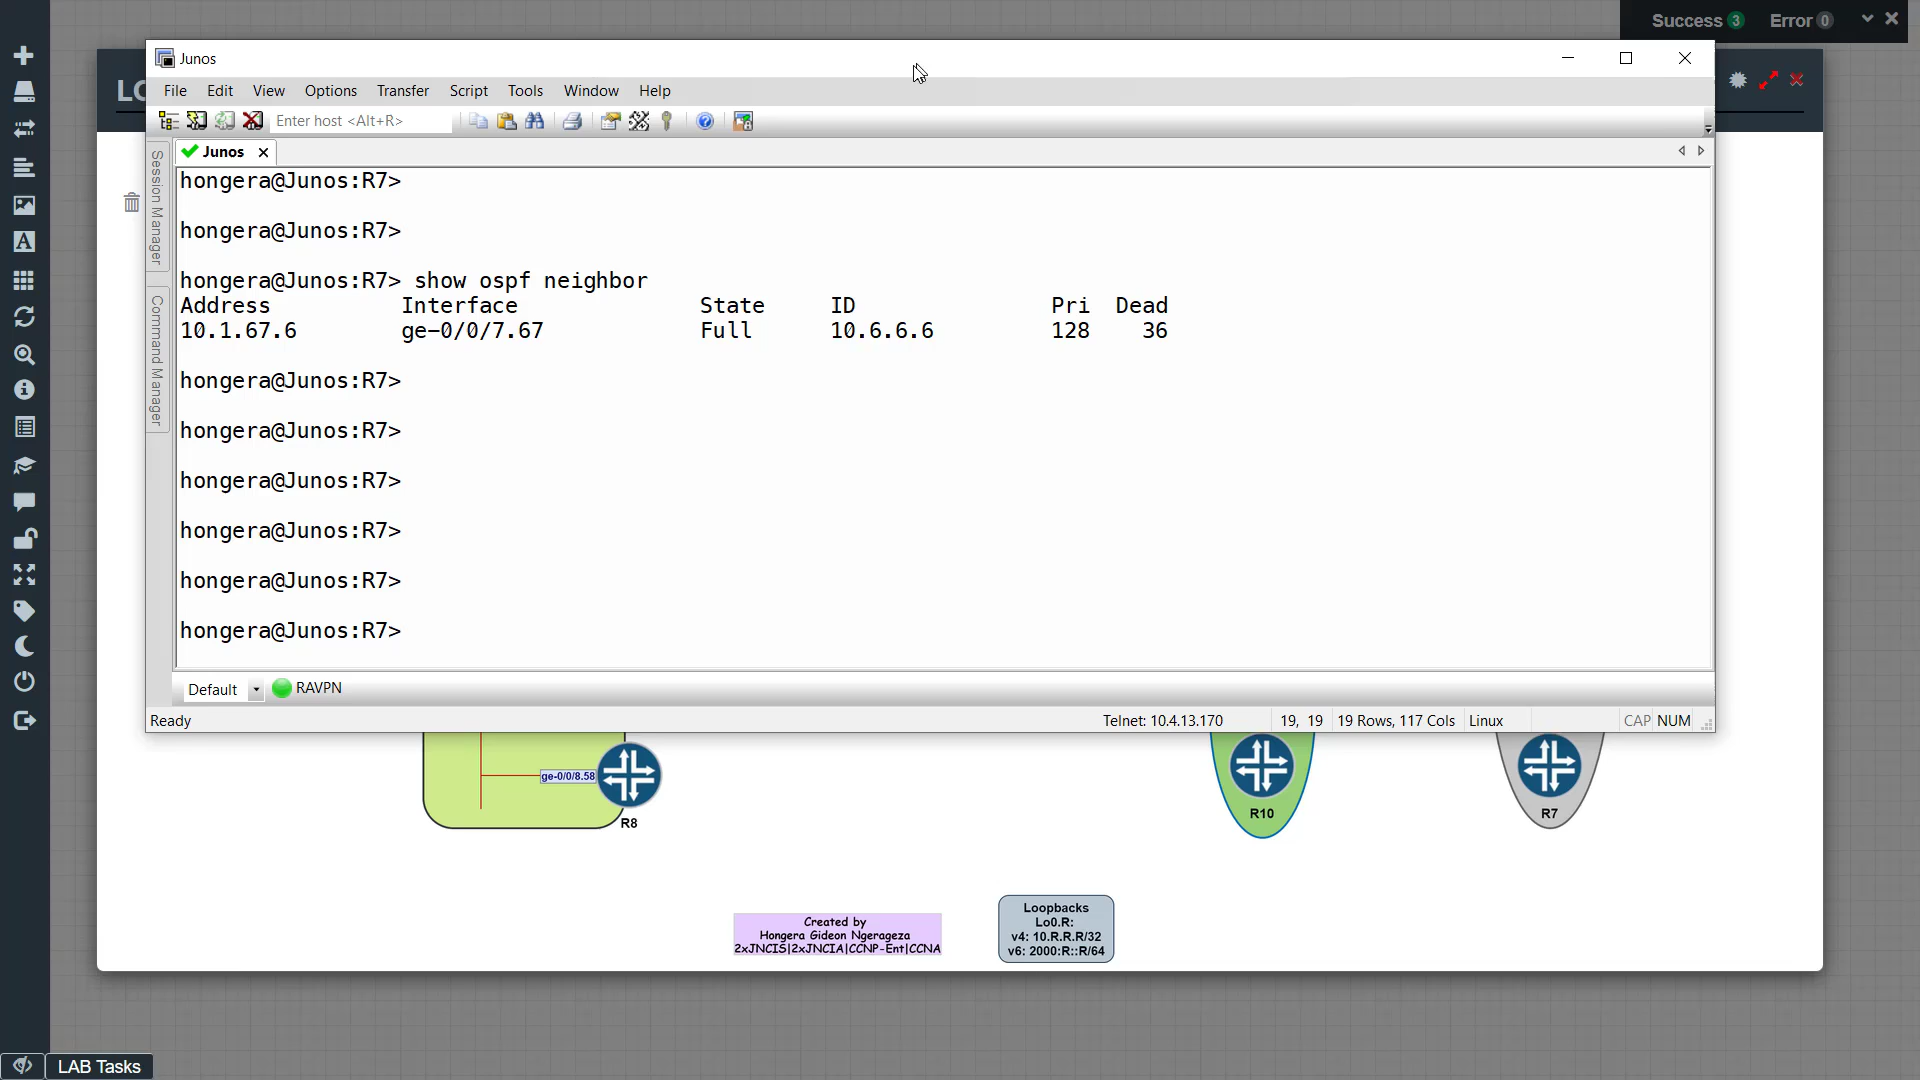 Success 3 Error 0
LO
Junos
File Edit View Options Transfer Script Tools Window Help
Enter host <Alt+R>
Junos
Session Manager
Command Manager
hongera@Junos:R7>
hongera@Junos:R7>
hongera@Junos:R7> show ospf neighbor
Address Interface State ID Pri Dead
10.1.67.6 ge-0/0/7.67 Full 10.6.6.6 128 36
hongera@Junos:R7>
hongera@Junos:R7>
hongera@Junos:R7>
hongera@Junos:R7>
hongera@Junos:R7>
hongera@Junos:R7>
Default RAVPN
Ready Telnet: 10.4.13.170 19, 19 19 Rows, 117 Cols Linux CAP NUM
ge-0/0/8.58
R8
R10
R7
Created by
Hongera Gideon Ngerageza
2xJNCIS|2xJNCIA|CCNP-Ent|CCNA
Loopbacks
Lo0.R:
v4: 10.R.R.R/32
v6: 2000:R::R/64
LAB Tasks